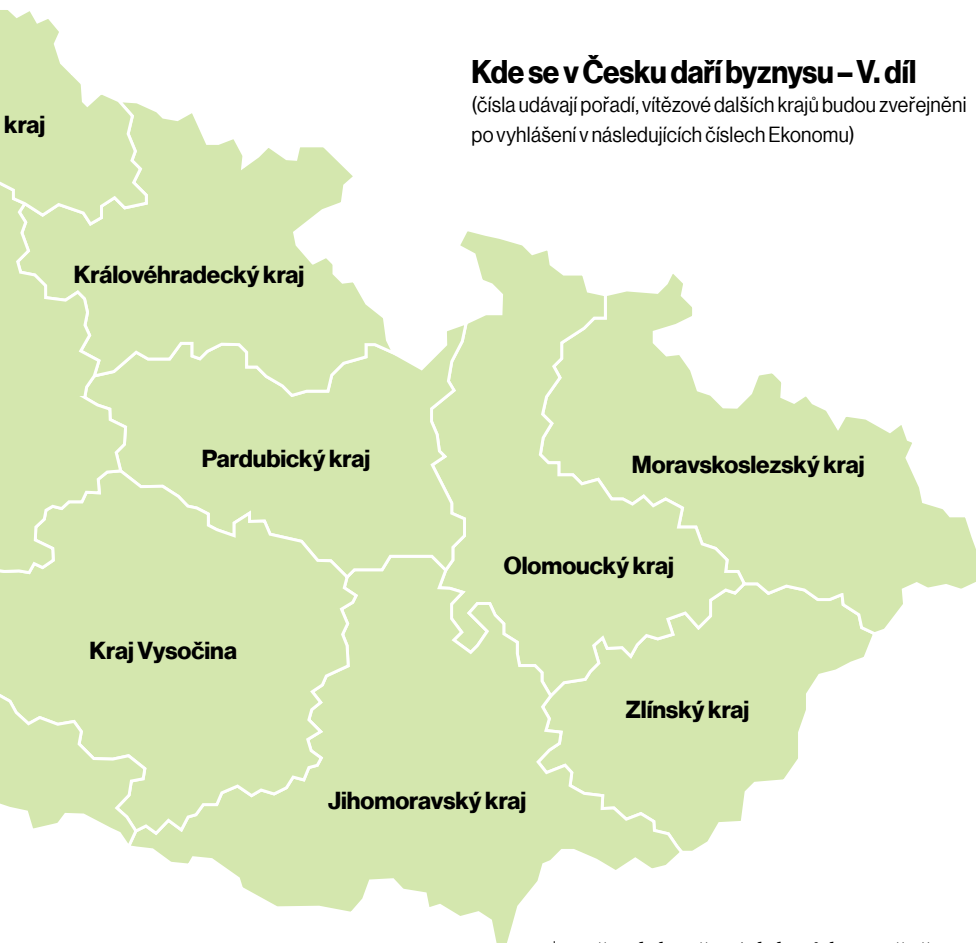 Kde se v Česku daří byznysu – V. díl
(čísla udávají pořadí, vítězové dalších krajů budou zveřejněni
po vyhlášení v následujících číslech Ekonomu)
kraj
Královéhradecký kraj
Pardubický kraj
Moravskoslezský kraj
Olomoucký kraj
Kraj Vysočina
Zlínský kraj
Jihomoravský kraj